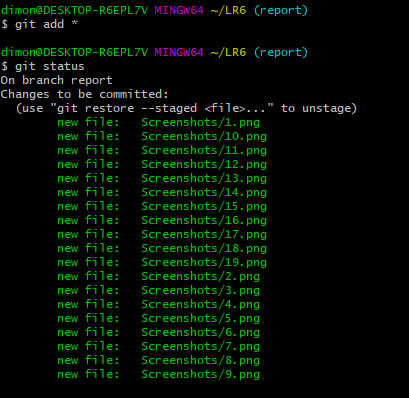 dimon@DESKTOP-R6EPL7V MINGW64 ~/LR6 (report)
$ git add *
dimon@DESKTOP-R6EPL7V MINGW64 ~/LR6 (report)
$ git status
On branch report
Changes to be committed:
  (use "git restore --staged <file>..." to unstage)
        new file:   Screenshots/1.png
        new file:   Screenshots/10.png
        new file:   Screenshots/11.png
        new file:   Screenshots/12.png
        new file:   Screenshots/13.png
        new file:   Screenshots/14.png
        new file:   Screenshots/15.png
        new file:   Screenshots/16.png
        new file:   Screenshots/17.png
        new file:   Screenshots/18.png
        new file:   Screenshots/19.png
        new file:   Screenshots/2.png
        new file:   Screenshots/3.png
        new file:   Screenshots/4.png
        new file:   Screenshots/5.png
        new file:   Screenshots/6.png
        new file:   Screenshots/7.png
        new file:   Screenshots/8.png
        new file:   Screenshots/9.png